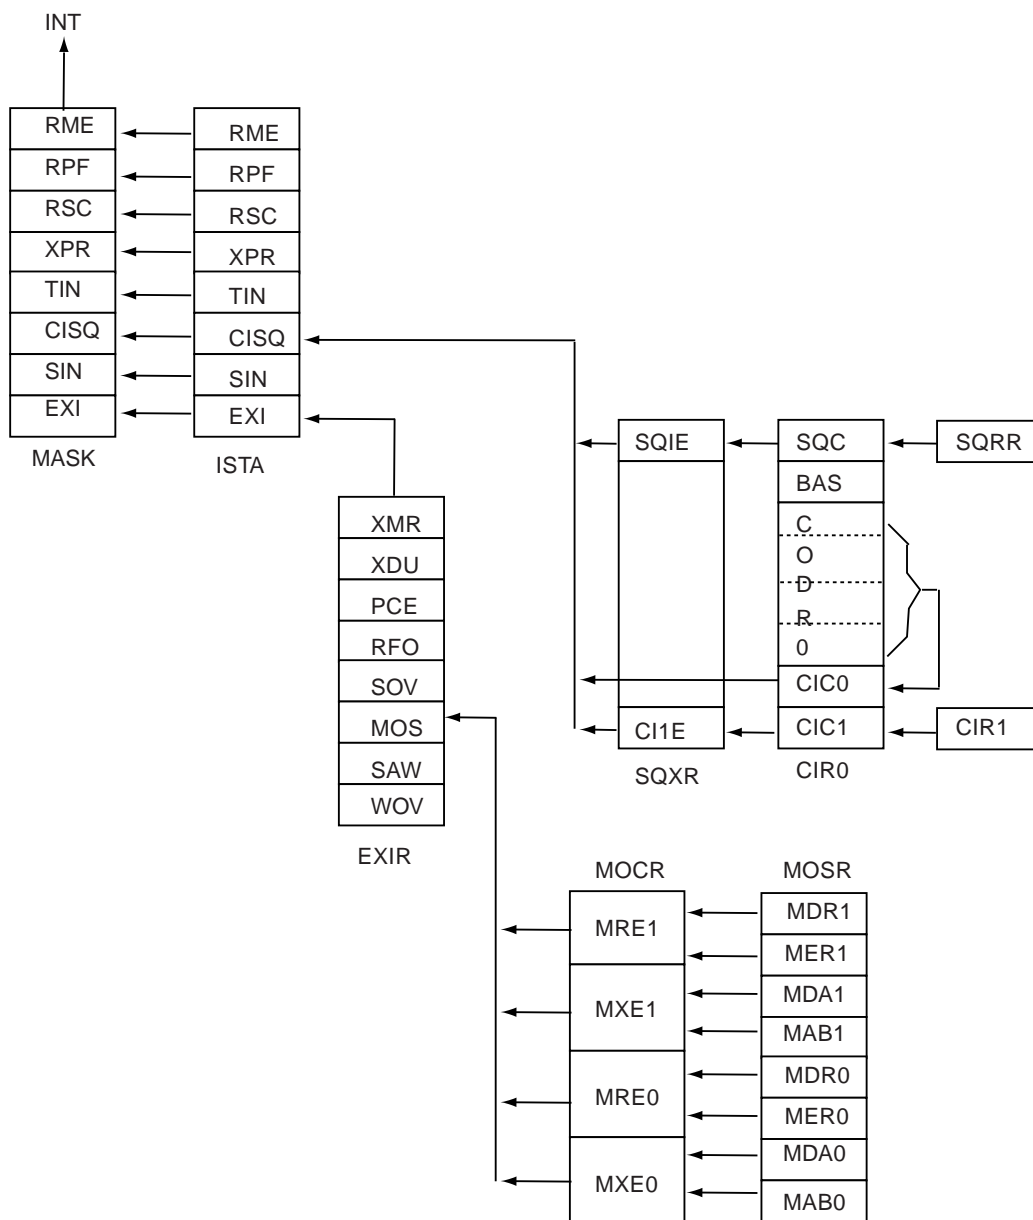 INT
RME
RPF
RSC
XPR
TIN
CISQ
SIN
EXI
MASK
RME
RPF
RSC
XPR
TIN
CISQ
SIN
EXI
ISTA
XMR
XDU
PCE
RFO
SOV
MOS
SAW
WOV
EXIR
SQIE
CI1E
SQXR
SQC
BAS
C
O
D
R
0
CIC0
CIC1
CIR0
SQRR
CIR1
MOCR
MRE1
MXE1
MRE0
MXE0
MOSR
MDR1
MER1
MDA1
MAB1
MDR0
MER0
MDA0
MAB0